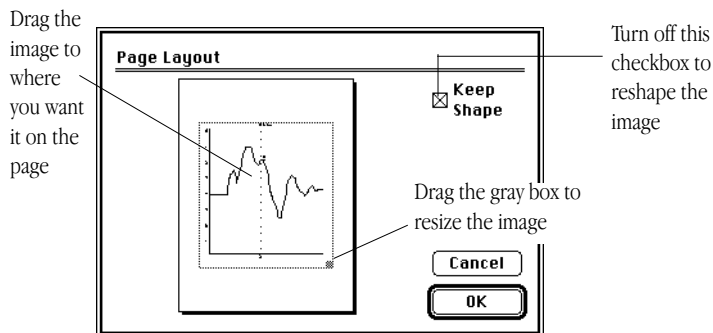 Drag the
image to
where
you want
it on the
page
Page Layout
Keep
Shape
Turn off this
checkbox to
reshape the
image
Drag the gray box to
resize the image
Cancel
OK